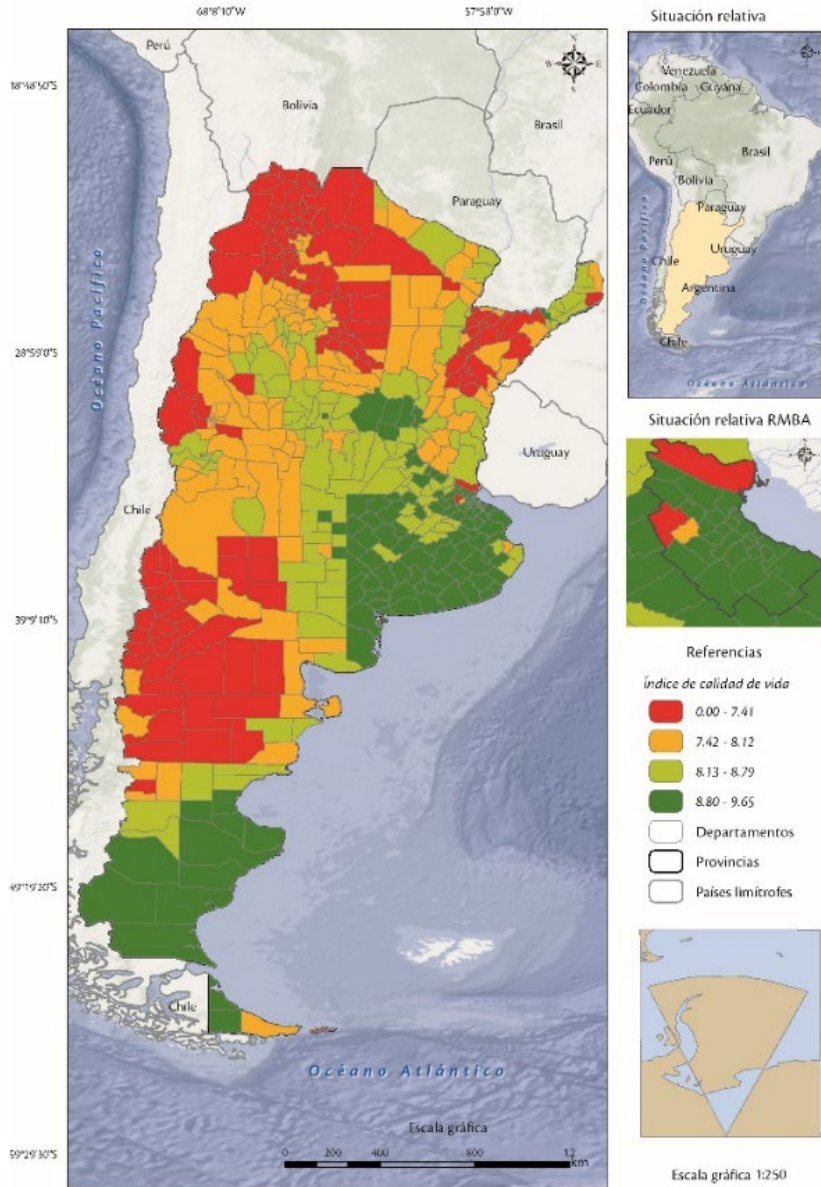 68°8'10"O
57°58'0"O
Perú
Bolivia
Brasil
Paraguay
Océano Pacífico
28°59'0"S
Uruguay
Chile
39°9'10"S
49°19'20"S
Chile
Océano Atlántico
Escala gráfica
0 200 400 800 1,2
km
59°29'30"S
Situación relativa
Venezuela
Colombia
Guyana
Ecuador
Perú
Brasil
Bolivia
Paraguay
Océano Pacífico
Uruguay
Chile
Argentina
Chile
Océano Atlántico
Situación relativa RMBA
Referencias
Índice de calidad de vida
0.00 - 7.41
7.42 - 8.12
8.13 - 8.79
8.80 - 9.65
Departamentos
Provincias
Países limítrofes
Escala gráfica 1:250